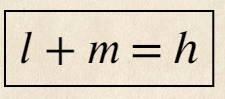 l + m = h